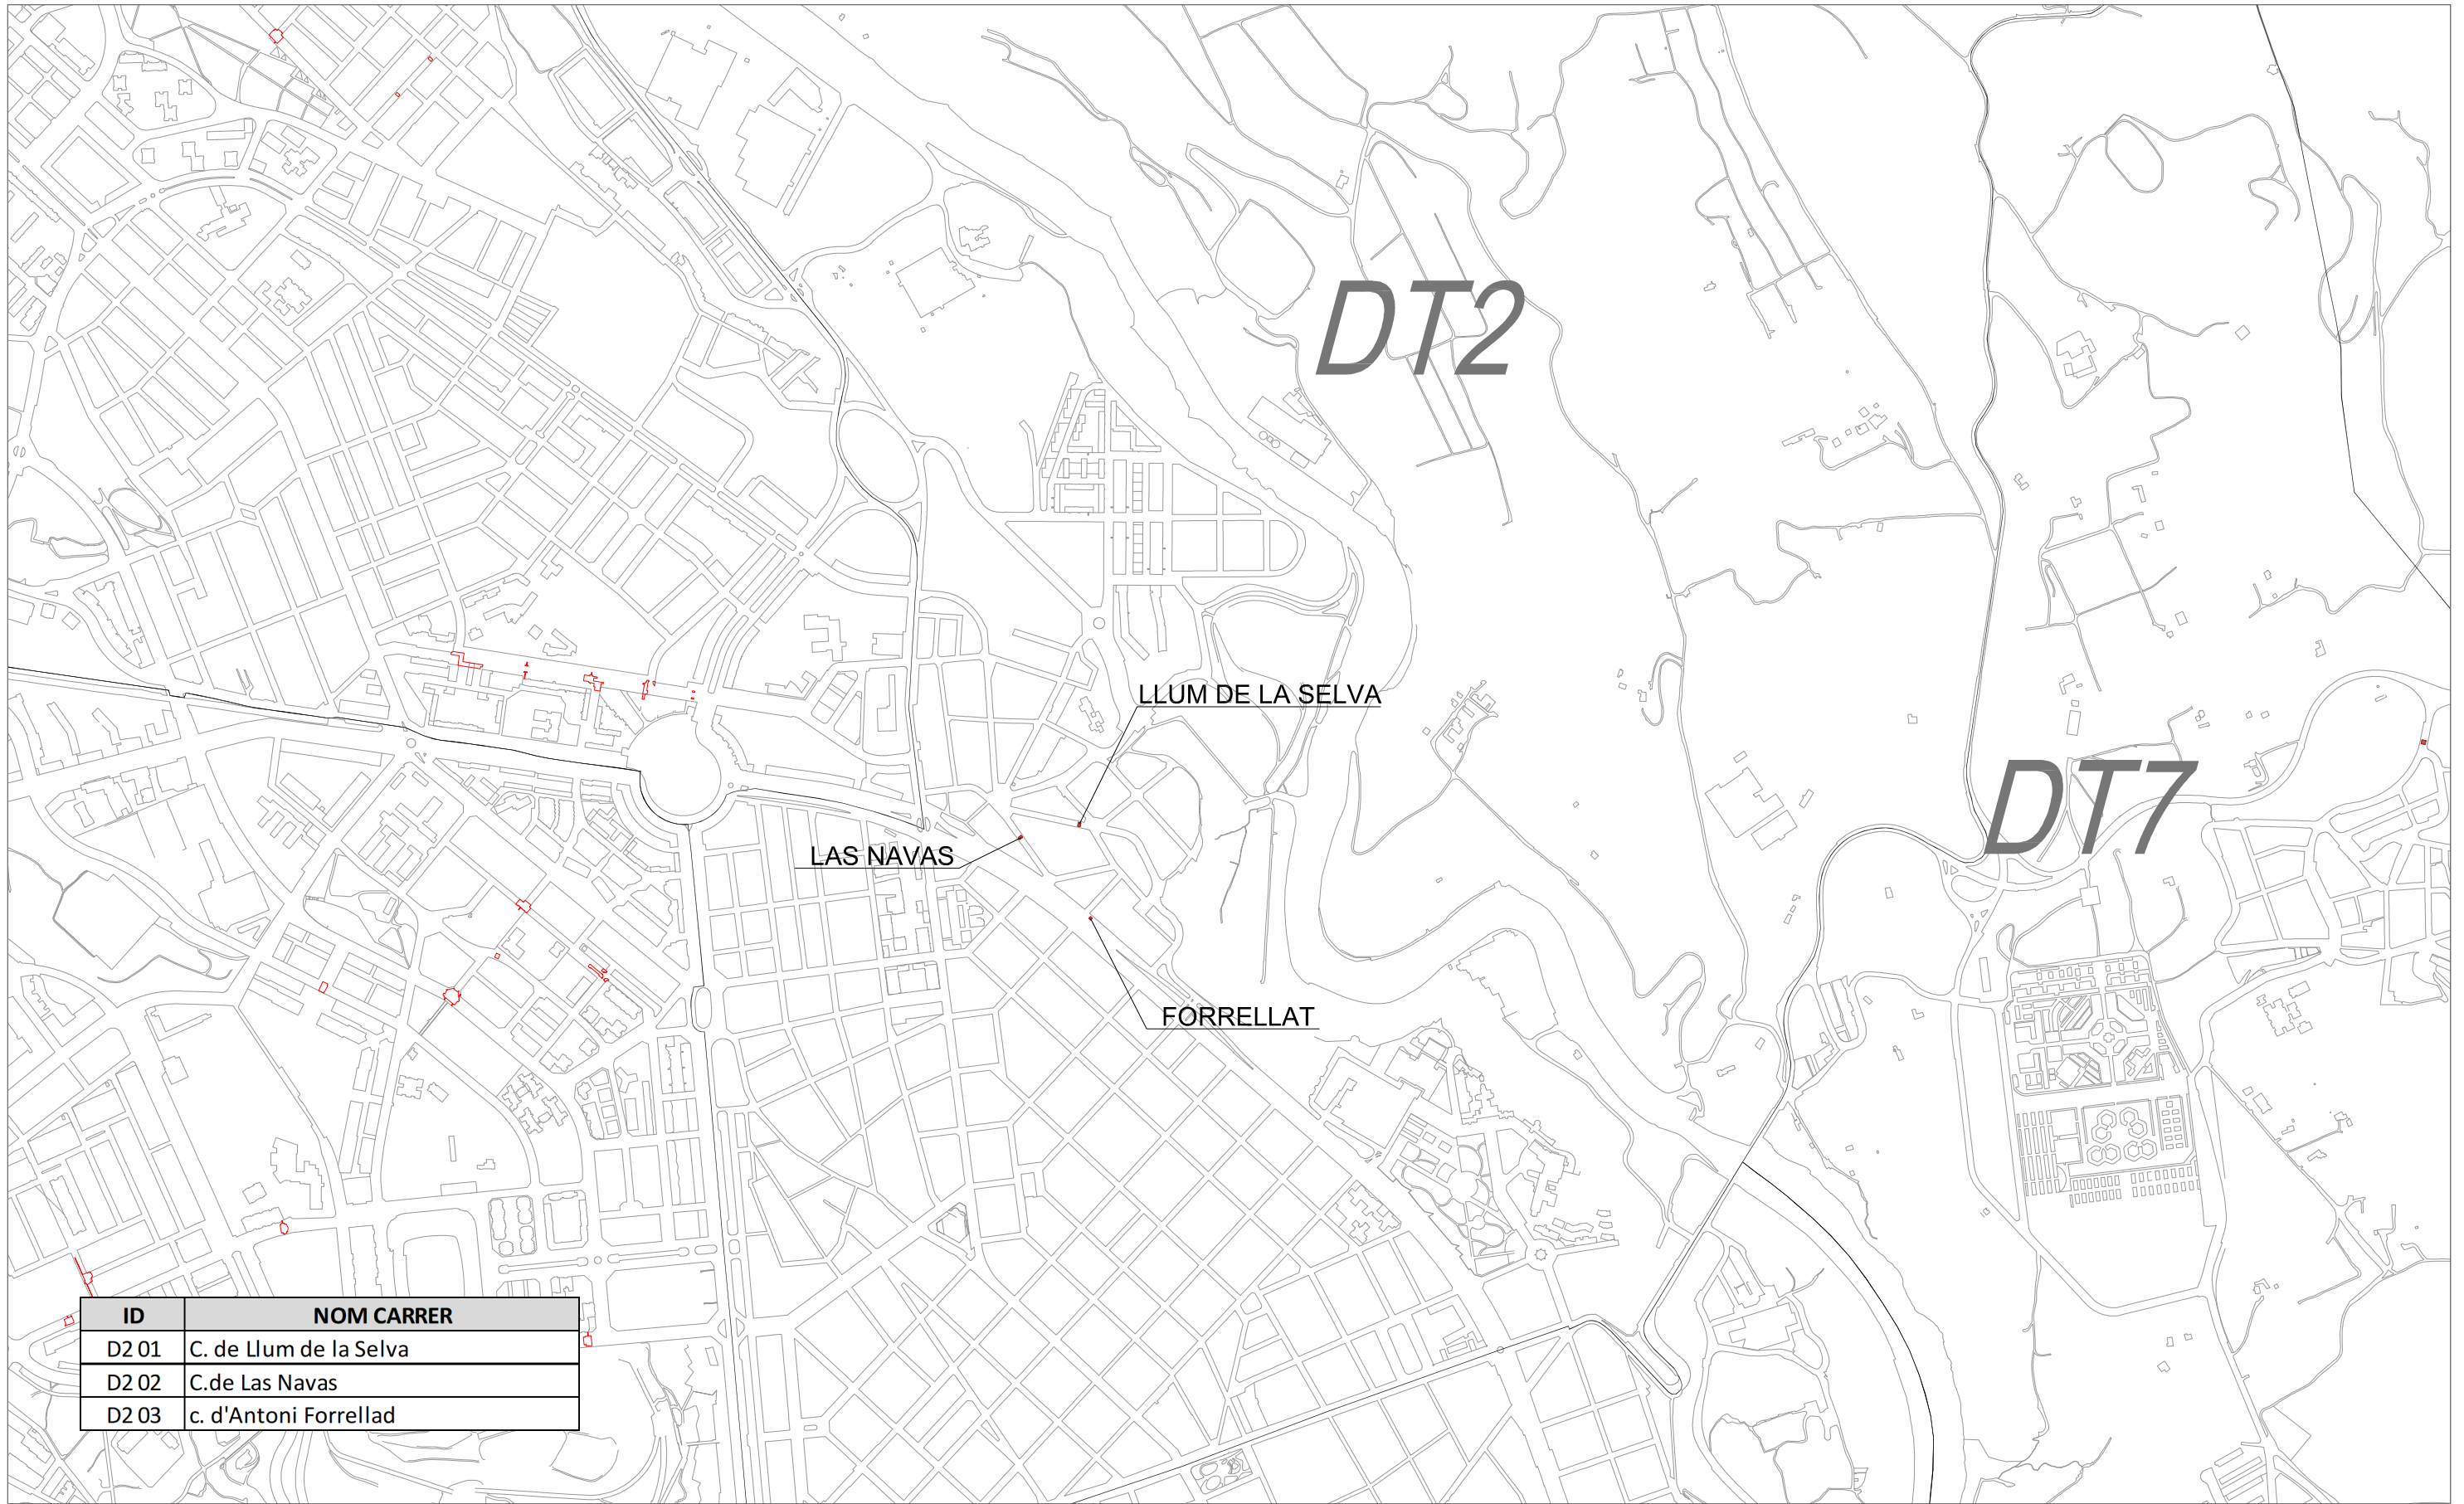 DT2
LLUM DE LA SELVA
DT7
LAS NAVAS
FORRELLAT
ID NOM CARRER
D2 01 C. de Llum de la Selva
D2 02 C.de Las Navas
D2 03 c. d'Antoni Forrellad